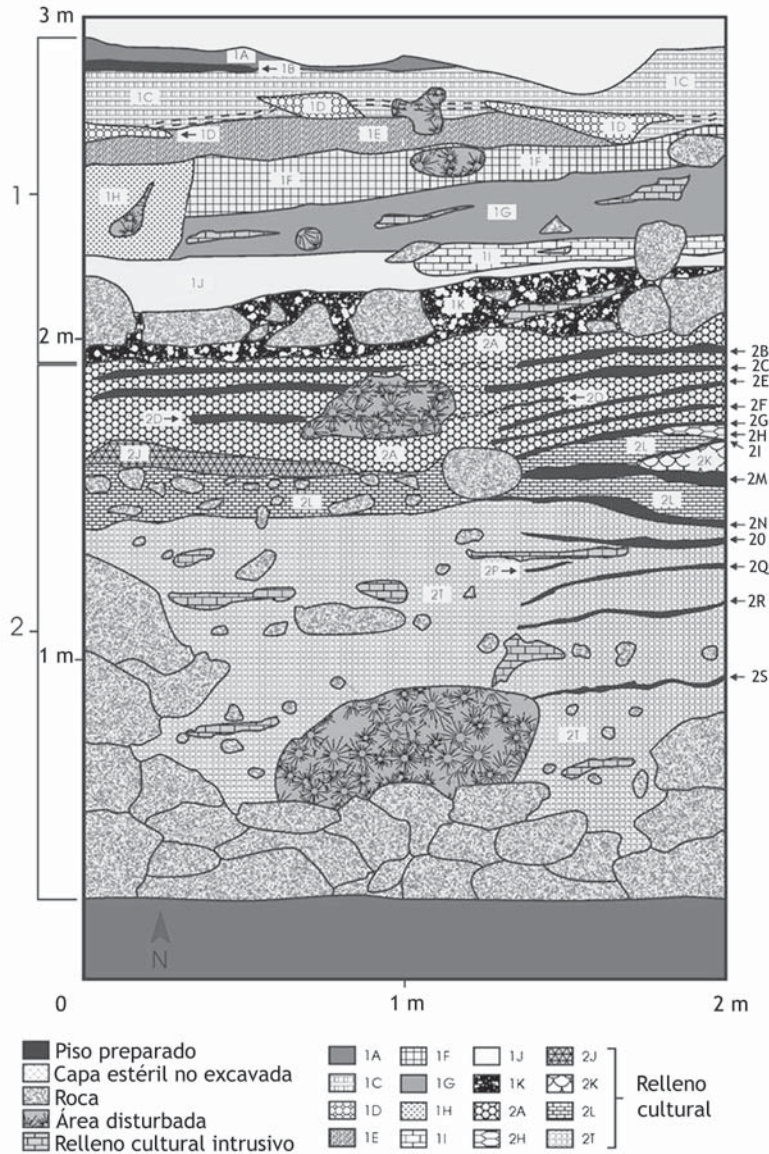 3 m
1A
1B
1C
1C
1D
1D
1D
1E
1F
1F
1
1H
1G
1I
1J
1K
2 m
2A
2B
2C
2E
2D
2D
2F
2G
2H
2I
2A
2J
2L
2K
2M
2L
2L
2N
2O
2P
2Q
2T
2R
2
1 m
2S
2T
N
0
1 m
2 m
Piso preparado
Capa estéril no excavada
Roca
Área disturbada
Relleno cultural intrusivo
1A 1F 1J 2J
1C 1G 1K 2K
1D 1H 2A 2L
1E 1I 2H 2T
Relleno
cultural